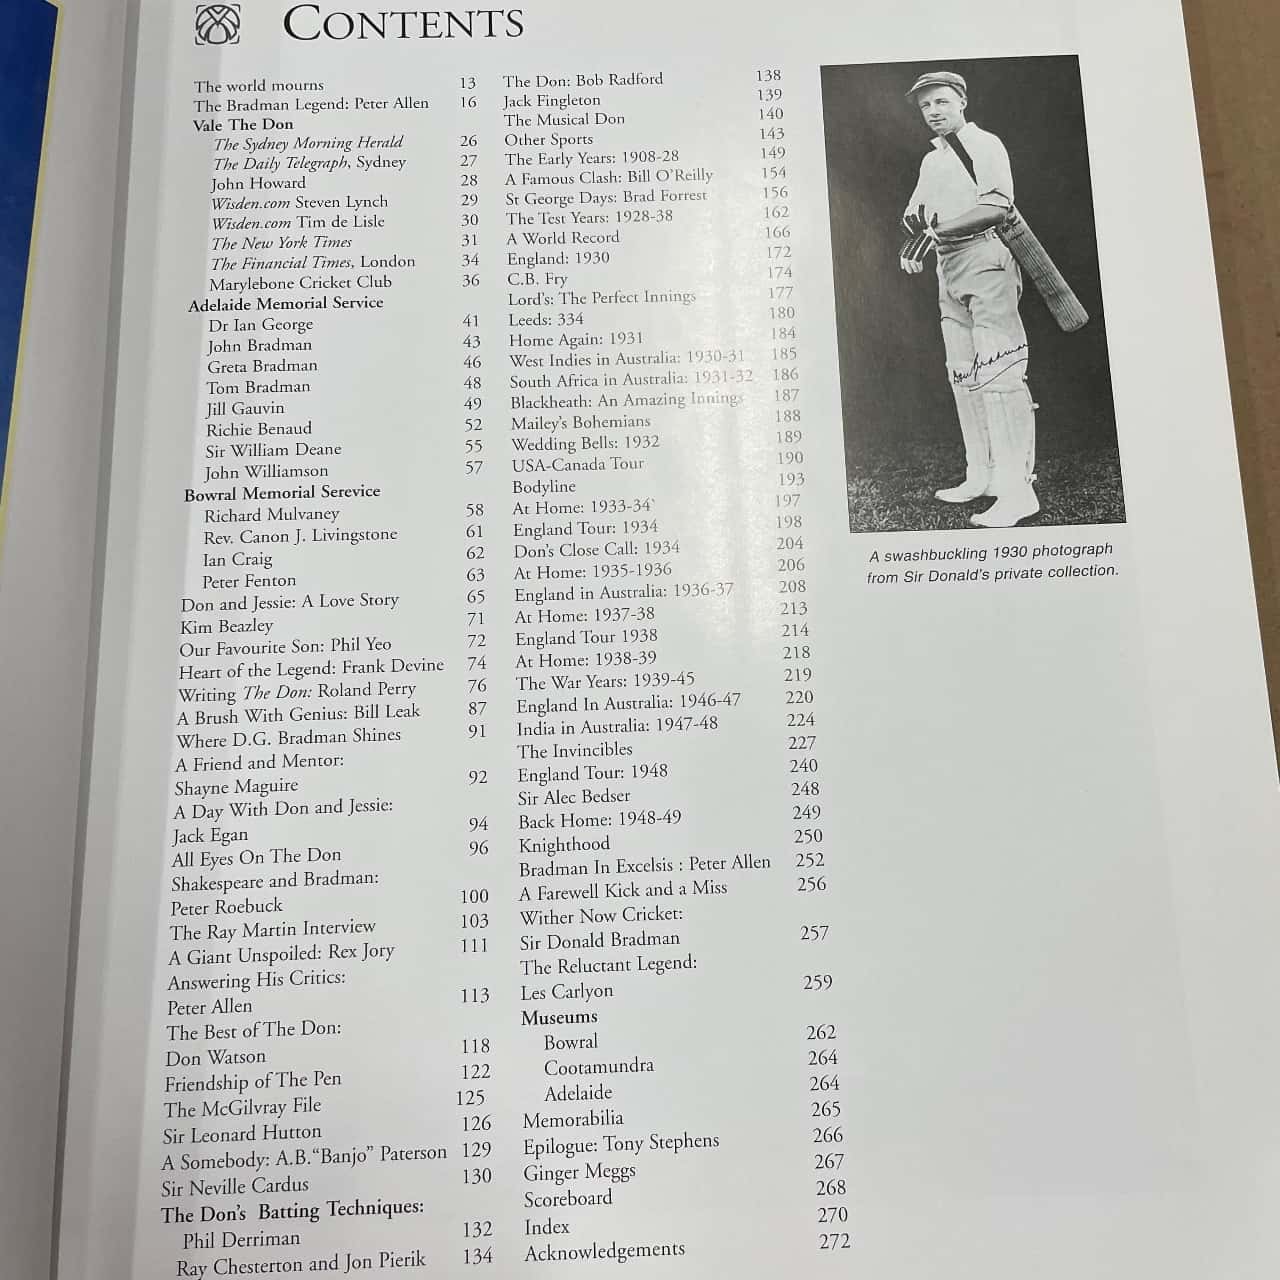 CONTENTS
The world mourns 13
The Bradman Legend: Peter Allen 16
Vale The Don
The Sydney Morning Herald 26
The Daily Telegraph, Sydney 27
John Howard 28
Wisden.com Steven Lynch 29
Wisden.com Tim de Lisle 30
The New York Times 31
The Financial Times, London 34
Marylebone Cricket Club 36
Adelaide Memorial Service
Dr Ian George 41
John Bradman 43
Greta Bradman 46
Tom Bradman 48
Jill Gauvin 49
Richie Benaud 52
Sir William Deane 55
John Williamson 57
Bowral Memorial Serevice
Richard Mulvaney 58
Rev. Canon J. Livingstone 61
Ian Craig 62
Peter Fenton 63
Don and Jessie: A Love Story 65
Kim Beazley 71
Our Favourite Son: Phil Yeo 72
Heart of the Legend: Frank Devine 74
Writing The Don: Roland Perry 76
A Brush With Genius: Bill Leak 87
Where D.G. Bradman Shines 91
A Friend and Mentor:
Shayne Maguire 92
A Day With Don and Jessie:
Jack Egan 94
All Eyes On The Don 96
Shakespeare and Bradman:
Peter Roebuck 100
The Ray Martin Interview 103
A Giant Unspoiled: Rex Jory 111
Answering His Critics:
Peter Allen 113
The Best of The Don:
Don Watson 118
Friendship of The Pen 122
The McGilvray File 125
Sir Leonard Hutton 126
A Somebody: A.B.“Banjo” Paterson 129
Sir Neville Cardus 130
The Don's Batting Techniques:
Phil Derriman 132
Ray Chesterton and Jon Pierik 134
The Don: Bob Radford 138
Jack Fingleton 139
The Musical Don 140
Other Sports 143
The Early Years: 1908-28 149
A Famous Clash: Bill O'Reilly 154
St George Days: Brad Forrest 156
The Test Years: 1928-38 162
A World Record 166
England: 1930 172
C.B. Fry 174
Lord's: The Perfect Innings 177
Leeds: 334 180
Home Again: 1931 184
West Indies in Australia: 1930-31 185
South Africa in Australia: 1931-32 186
Blackheath: An Amazing Innings 187
Mailey's Bohemians 188
Wedding Bells: 1932 189
USA-Canada Tour 190
Bodyline 193
At Home: 1933-34` 197
England Tour: 1934 198
Don's Close Call: 1934 204
At Home: 1935-1936 206
England in Australia: 1936-37 208
At Home: 1937-38 213
England Tour 1938 214
At Home: 1938-39 218
The War Years: 1939-45 219
England In Australia: 1946-47 220
India in Australia: 1947-48 224
The Invincibles 227
England Tour: 1948 240
Sir Alec Bedser 248
Back Home: 1948-49 249
Knighthood 250
Bradman In Excelsis : Peter Allen 252
A Farewell Kick and a Miss 256
Wither Now Cricket:
Sir Donald Bradman 257
The Reluctant Legend:
Les Carlyon 259
Museums
Bowral 262
Cootamundra 264
Adelaide 264
Memorabilia 265
Epilogue: Tony Stephens 266
Ginger Meggs 267
Scoreboard 268
Index 270
Acknowledgements 272
Don Bradman
A swashbuckling 1930 photograph
from Sir Donald's private collection.